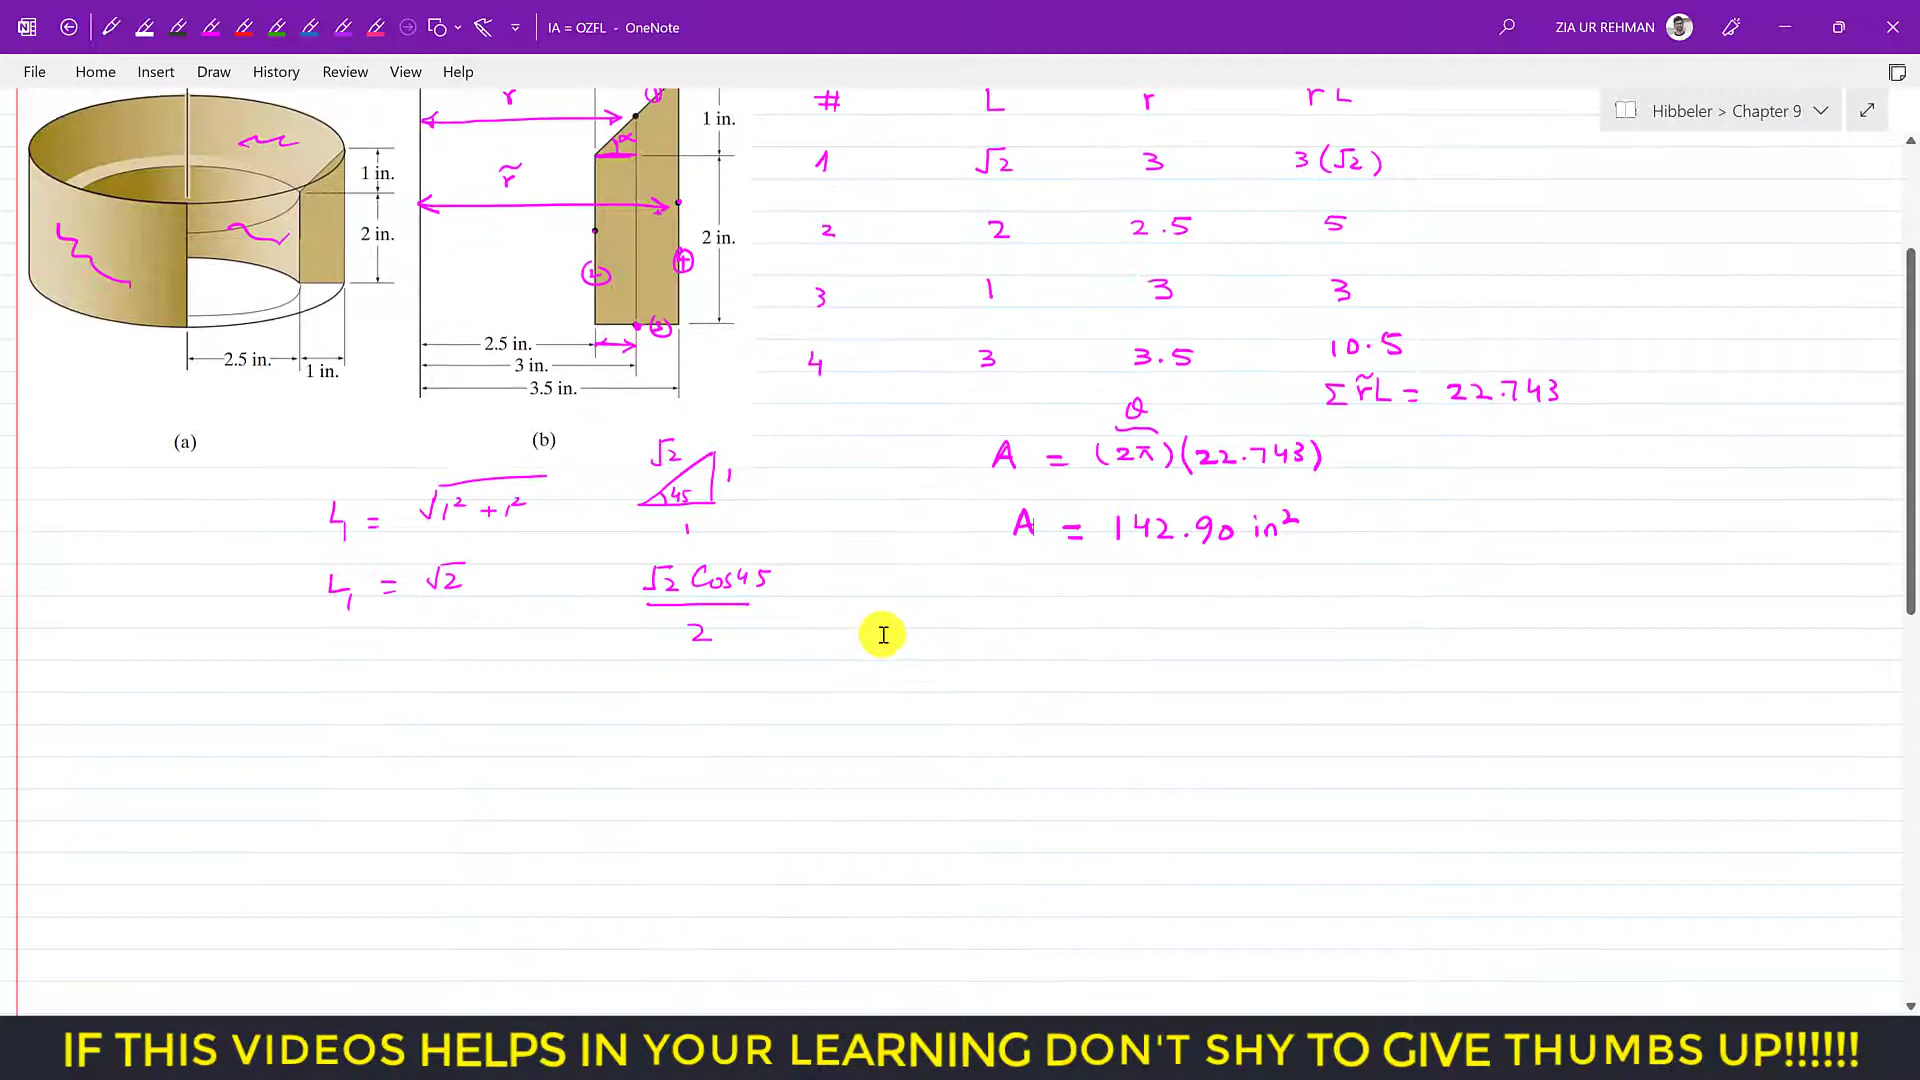 IA = OZFL - OneNote
ZIA UR REHMAN
File Home Insert Draw History Review View Help
Hibbeler > Chapter 9
1 in.
2 in.
2.5 in.
1 in.
(a)
r
r̃
1
α
1 in.
2 in.
2
4
3
2.5 in.
3 in.
3.5 in.
(b)
# L r r L
1 √2 3 3(√2)
2 2 2.5 5
3 1 3 3
4 3 3.5 10.5
Σ r̃L = 22.743
θ
A = (2π)(22.743)
A = 142.90 in²
L₁ = √1² + 1²
L₁ = √2
√2
45
1
1
√2 Cos45
2
IF THIS VIDEOS HELPS IN YOUR LEARNING DON'T SHY TO GIVE THUMBS UP!!!!!!